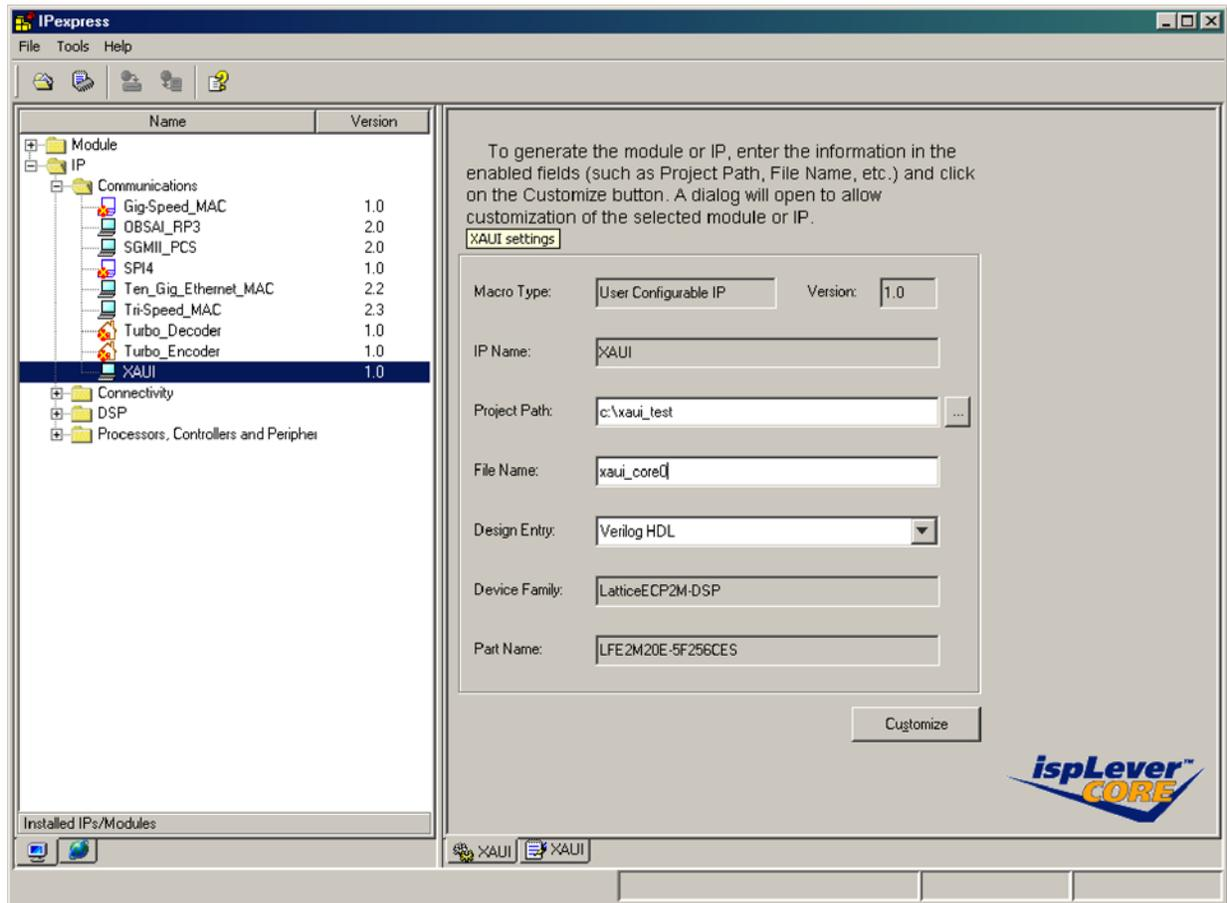 IPexpress
File Tools Help
Name Version
Module
IP
Communications
Gig-Speed_MAC 1.0
OBSAI_RP3 2.0
SGMII_PCS 2.0
SPI4 1.0
Ten_Gig_Ethernet_MAC 2.2
Tri-Speed_MAC 2.3
Turbo_Decoder 1.0
Turbo_Encoder 1.0
XAUI 1.0
Connectivity
DSP
Processors, Controllers and Peripher
Installed IPs/Modules
To generate the module or IP, enter the information in the
enabled fields (such as Project Path, File Name, etc.) and click
on the Customize button. A dialog will open to allow
customization of the selected module or IP.
XAUI settings
Macro Type: User Configurable IP Version: 1.0
IP Name: XAUI
Project Path: c:\xaui_test ...
File Name: xaui_core0
Design Entry: Verilog HDL
Device Family: LatticeECP2M-DSP
Part Name: LFE2M20E-5F256CES
Customize
ispLever™
CORE
XAUI XAUI